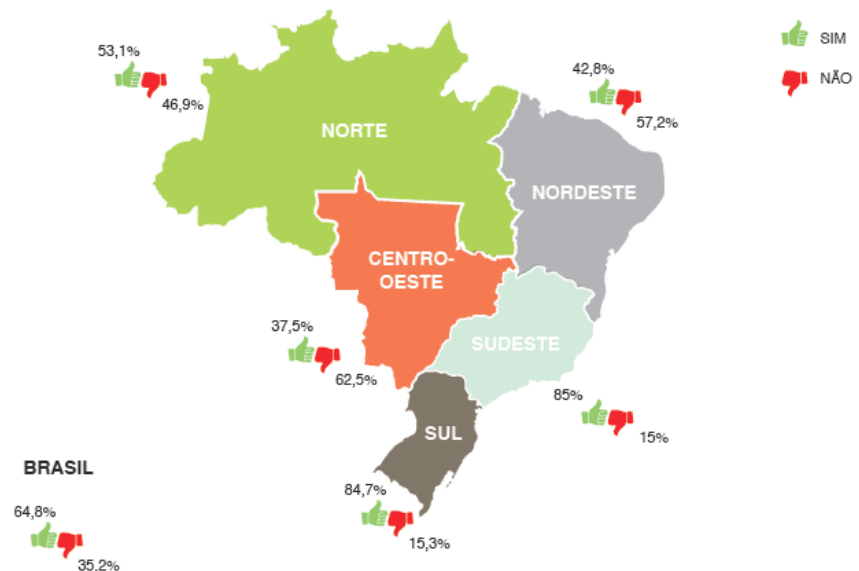 SIM
NÃO
53,1%
46,9%
42,8%
57,2%
NORTE
NORDESTE
CENTRO-
OESTE
37,5%
62,5%
SUDESTE
85%
15%
SUL
84,7%
15,3%
BRASIL
64,8%
35,2%